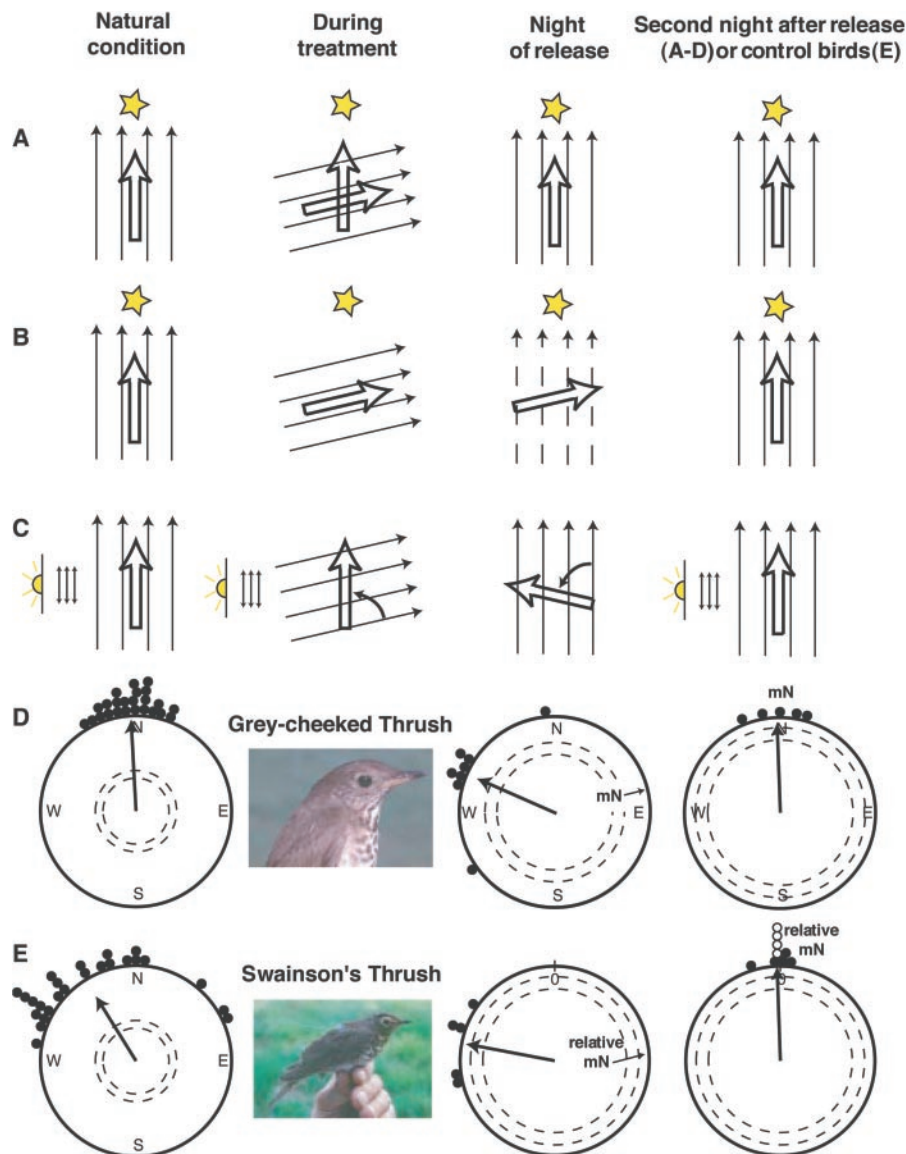 Natural
condition
During
treatment
Night
of release
Second night after release
(A-D) or control birds (E)
A
B
C
D
Grey-cheeked Thrush
N
W
E
S
N
W
mN
E
S
mN
N
W
E
S
E
Swainson's Thrush
N
W
E
S
0
relative
mN
relative
mN
0